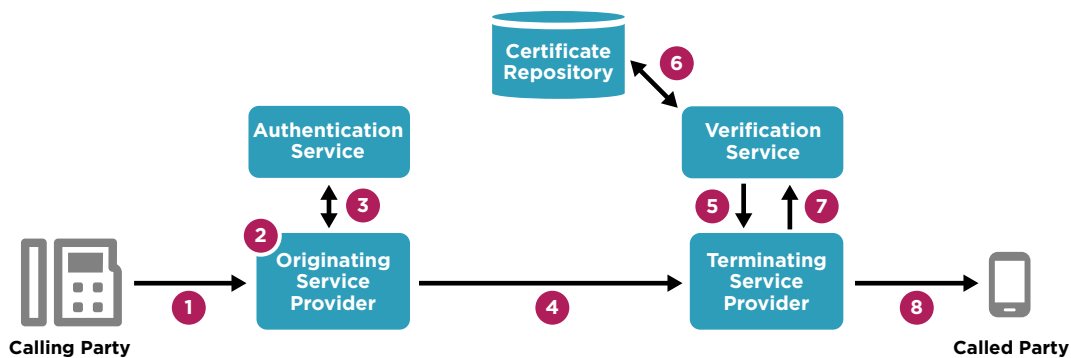 Certificate
Repository
6
Authentication
Service
Verification
Service
3
5
7
2
Originating
Service
Provider
Terminating
Service
Provider
1
4
8
Calling Party
Called Party